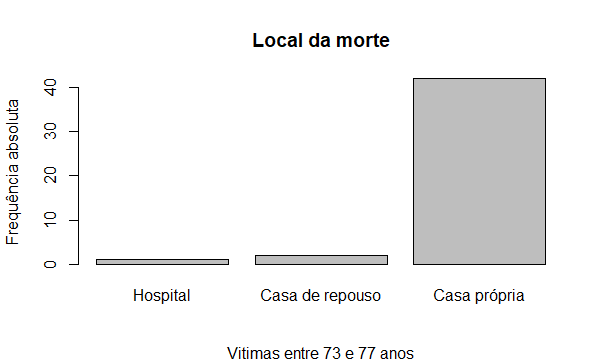 Local da morte
Frequência absoluta
40
30
20
10
0
Hospital
Casa de repouso
Casa própria
Vitimas entre 73 e 77 anos